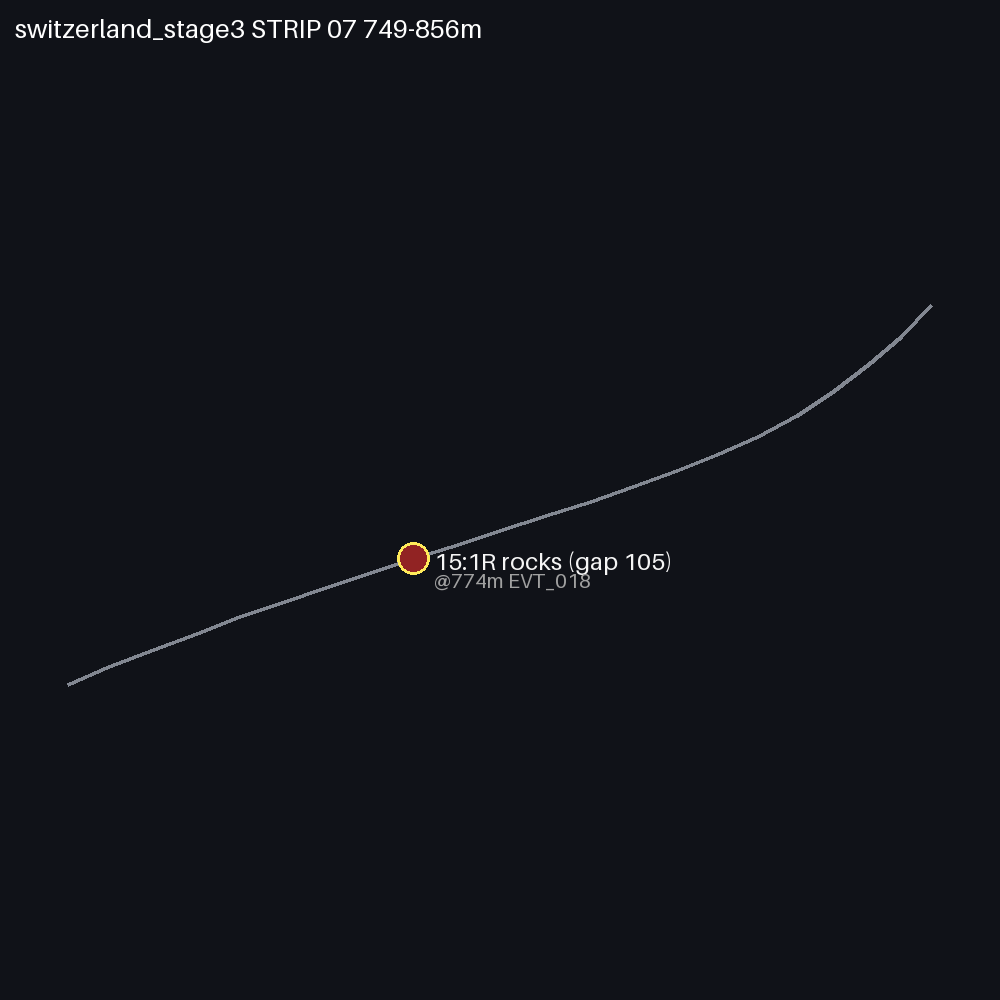 switzerland_stage3 STRIP 07 749-856m
15:1R rocks (gap 105)
@774m EVT_018